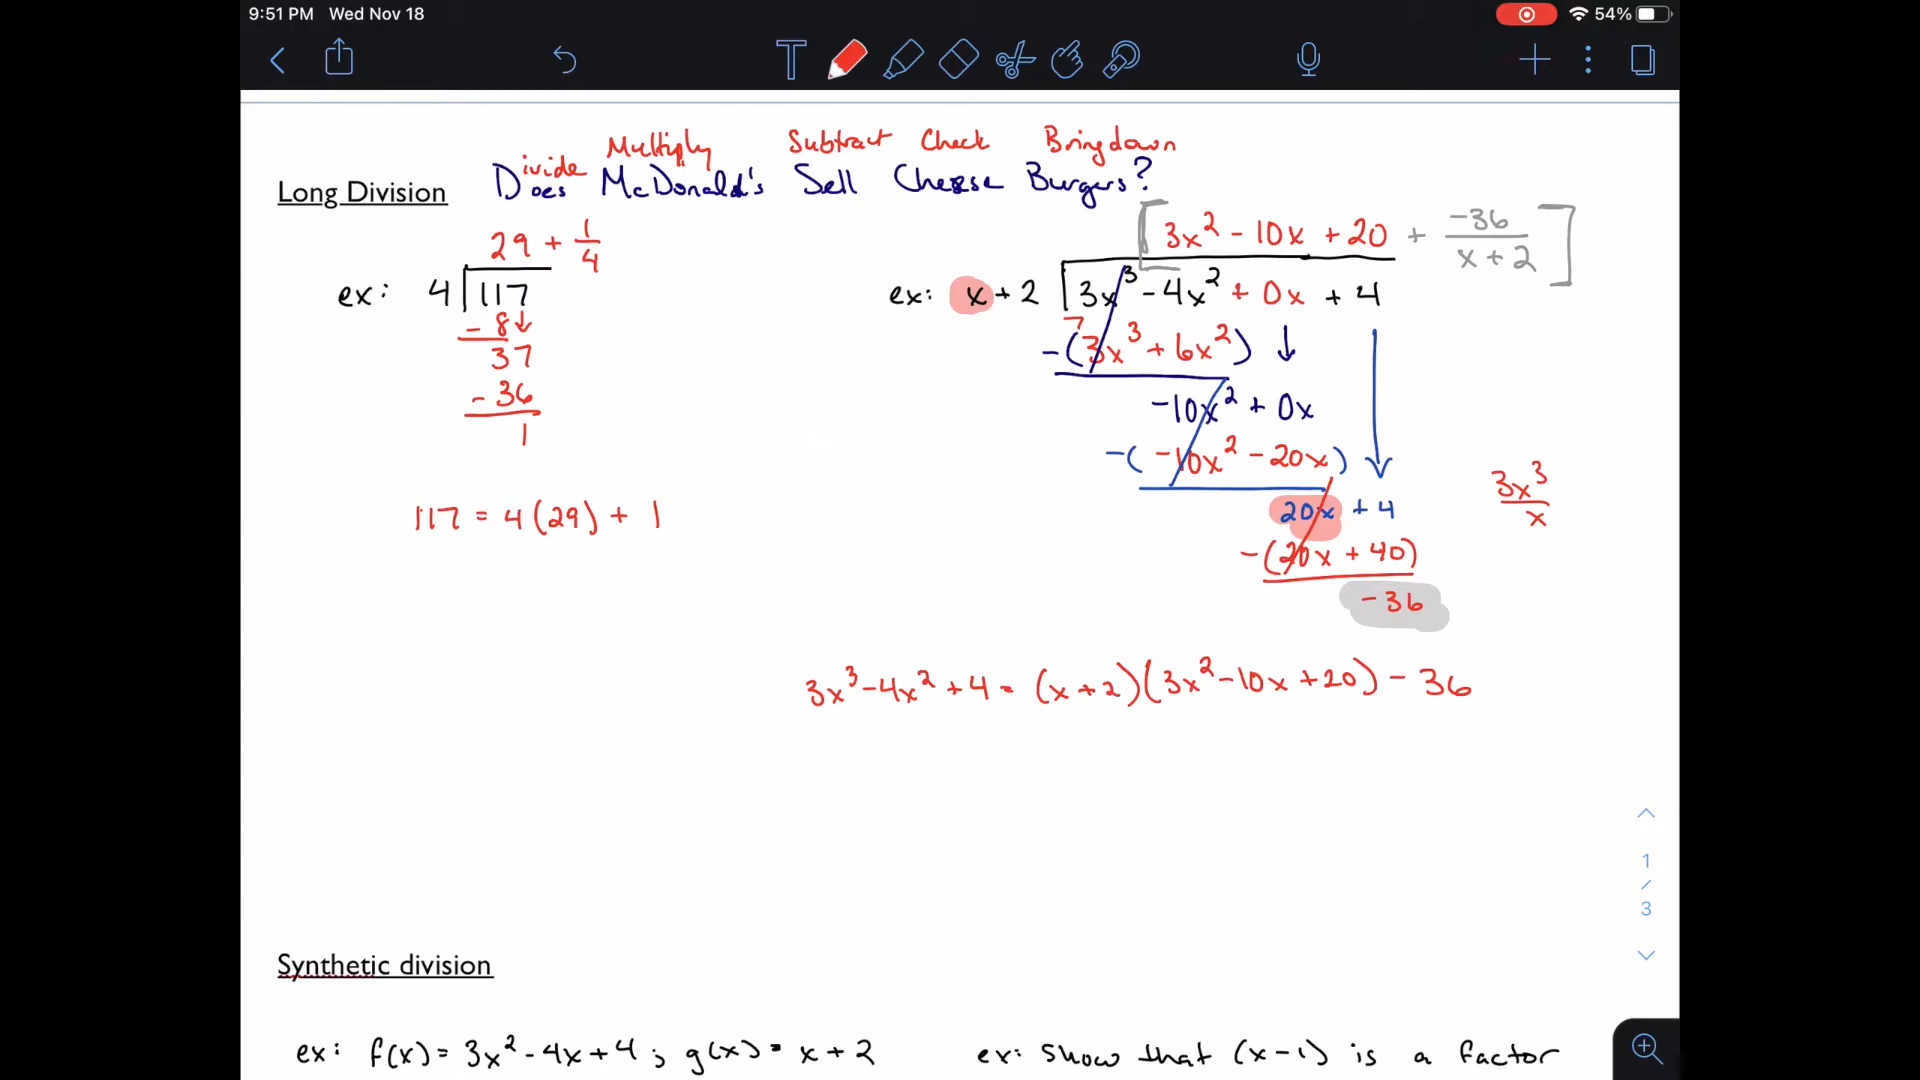 9:51 PM Wed Nov 18
54%
T
Multiply Subtract Check Bringdown
ivide
Long Division Does McDonald's Sell Cheese Burgers?
29 + 1/4
3x² - 10x + 20 + -36/(x + 2)
ex: 4 117
- 8↓
37
- 36
1
117 = 4(29) + 1
ex: x + 2 3x³ - 4x² + 0x + 4
-(3x³ + 6x²) ↓
-10x² + 0x
-(-10x² - 20x)
20x + 4
-(20x + 40)
-36
3x³/x
3x³ - 4x² + 4 = (x + 2)(3x² - 10x + 20) - 36
1
/
3
Synthetic division
ex: f(x) = 3x² - 4x + 4 ; g(x) = x + 2
ex: show that (x - 1) is a factor